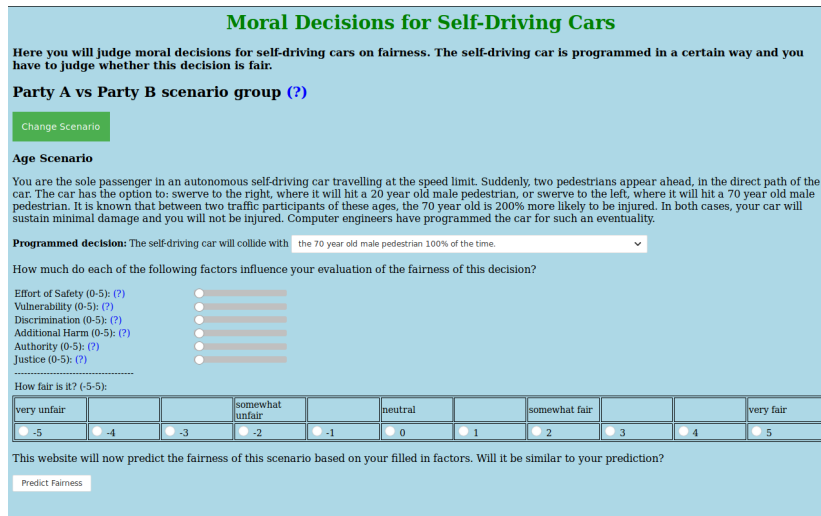 Moral Decisions for Self-Driving Cars
Here you will judge moral decisions for self-driving cars on fairness. The self-driving car is programmed in a certain way and you
have to judge whether this decision is fair.
Party A vs Party B scenario group (?)
Change Scenario
Age Scenario
You are the sole passenger in an autonomous self-driving car travelling at the speed limit. Suddenly, two pedestrians appear ahead, in the direct path of the
car. The car has the option to: swerve to the right, where it will hit a 20 year old male pedestrian, or swerve to the left, where it will hit a 70 year old male
pedestrian. It is known that between two traffic participants of these ages, the 70 year old is 200% more likely to be injured. In both cases, your car will
sustain minimal damage and you will not be injured. Computer engineers have programmed the car for such an eventuality.
Programmed decision: The self-driving car will collide with the 70 year old male pedestrian 100% of the time.
How much do each of the following factors influence your evaluation of the fairness of this decision?
Effort of Safety (0-5): (?)
Vulnerability (0-5): (?)
Discrimination (0-5): (?)
Additional Harm (0-5): (?)
Authority (0-5): (?)
Justice (0-5): (?)
------------------------------------
How fair is it? (-5-5):
very unfair somewhat unfair neutral somewhat fair very fair
-5 -4 -3 -2 -1 0 1 2 3 4 5
This website will now predict the fairness of this scenario based on your filled in factors. Will it be similar to your prediction?
Predict Fairness